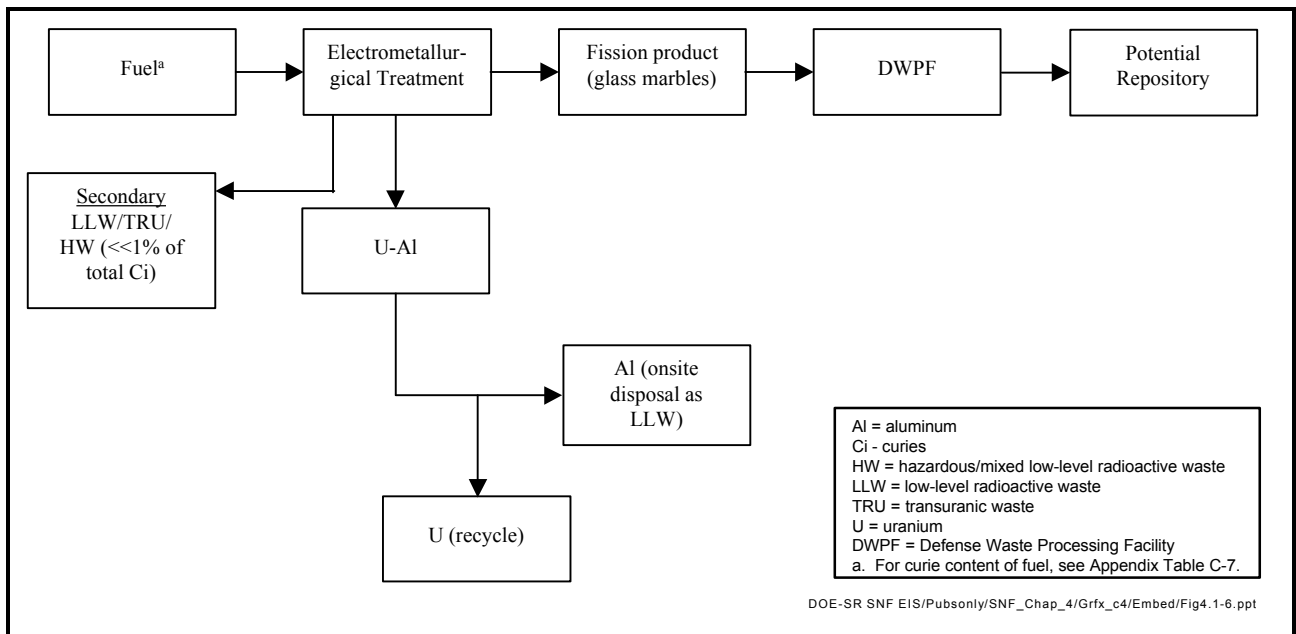 Fuelᵃ
Electrometallur-
gical Treatment
Fission product
(glass marbles)
DWPF
Potential
Repository
Secondary
LLW/TRU/
HW (<<1% of
total Ci)
U-Al
Al (onsite
disposal as
LLW)
U (recycle)
Al = aluminum
Ci - curies
HW = hazardous/mixed low-level radioactive waste
LLW = low-level radioactive waste
TRU = transuranic waste
U = uranium
DWPF = Defense Waste Processing Facility
a. For curie content of fuel, see Appendix Table C-7.
DOE-SR SNF EIS/Pubsonly/SNF_Chap_4/Grfx_c4/Embed/Fig4.1-6.ppt